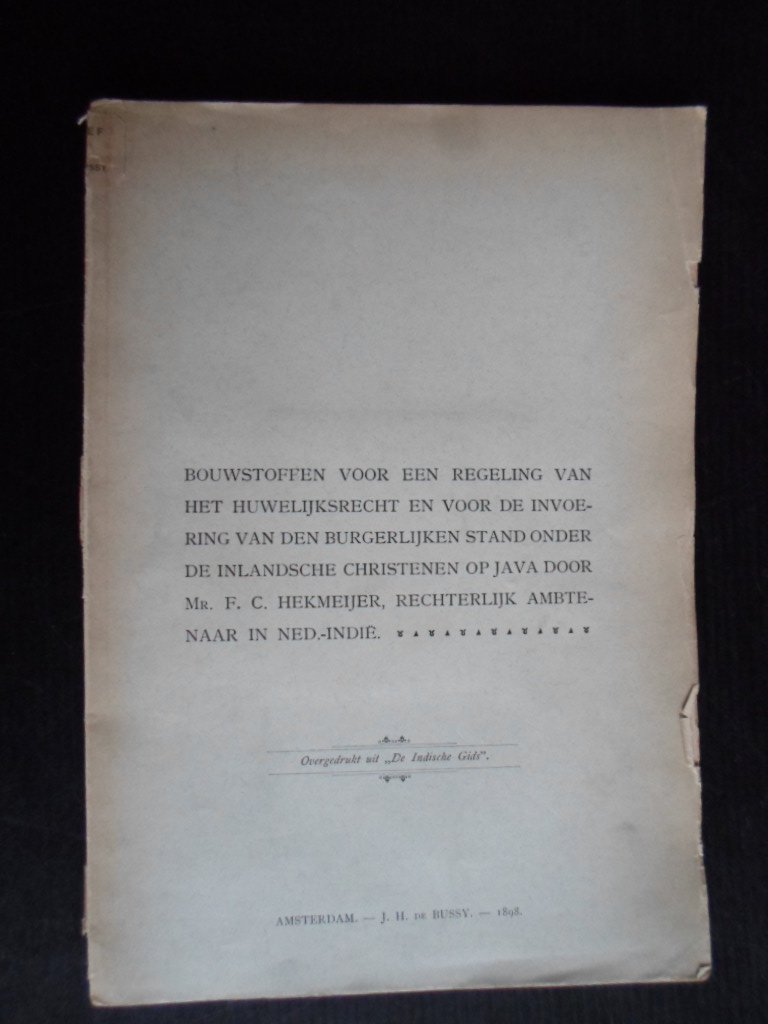 BOUWSTOFFEN VOOR EEN REGELING VAN
HET HUWELIJKSRECHT EN VOOR DE INVOE-
RING VAN DEN BURGERLIJKEN STAND ONDER
DE INLANDSCHE CHRISTENEN OP JAVA DOOR
MR. F. C. HEKMEIJER, RECHTERLIJK AMBTE-
NAAR IN NED.-INDIË.
Overgedrukt uit „De Indische Gids".
AMSTERDAM. — J. H. DE BUSSY. — 1898.